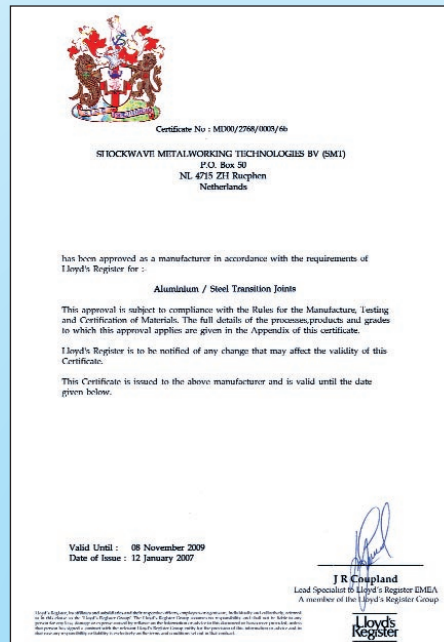 Certificate No : MD00/2768/0003/6b
SHOCKWAVE METALWORKING TECHNOLOGIES BV (SMT)
P.O. Box 50
NL 4715 ZH Rucphen
Netherlands
has been approved as a manufacturer in accordance with the requirements of
Lloyd's Register for :-
Aluminium / Steel Transition Joints
This approval is subject to compliance with the Rules for the Manufacture, Testing
and Certification of Materials. The full details of the processes,products and grades
to which this approval applies are given in the Appendix of this certificate.
Lloyd's Register is to be notified of any change that may affect the validity of this
Certificate.
This Certificate is issued to the above manufacturer and is valid until the date
given below.
Valid Until : 08 November 2009
Date of Issue : 12 January 2007
J R Coupland
Lead Specialist to Lloyd's Register EMEA
A member of the Lloyd's Register Group
Lloyd's
Register